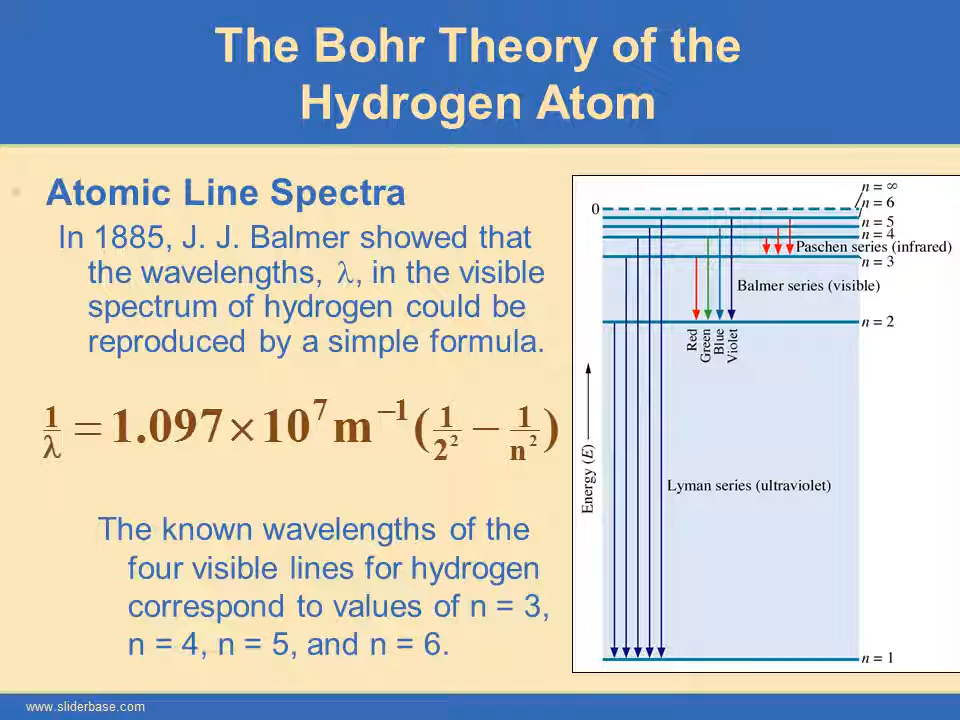 The Bohr Theory of the
Hydrogen Atom
• Atomic Line Spectra
In 1885, J. J. Balmer showed that
the wavelengths, λ, in the visible
spectrum of hydrogen could be
reproduced by a simple formula.
1/λ = 1.097 × 10⁷ m⁻¹ (1/2² − 1/n²)
The known wavelengths of the
four visible lines for hydrogen
correspond to values of n = 3,
n = 4, n = 5, and n = 6.
n = ∞
n = 6
0
n = 5
n = 4
Paschen series (infrared)
n = 3
Balmer series (visible)
n = 2
Red
Green
Blue
Violet
Energy (E)
Lyman series (ultraviolet)
n = 1
www.sliderbase.com